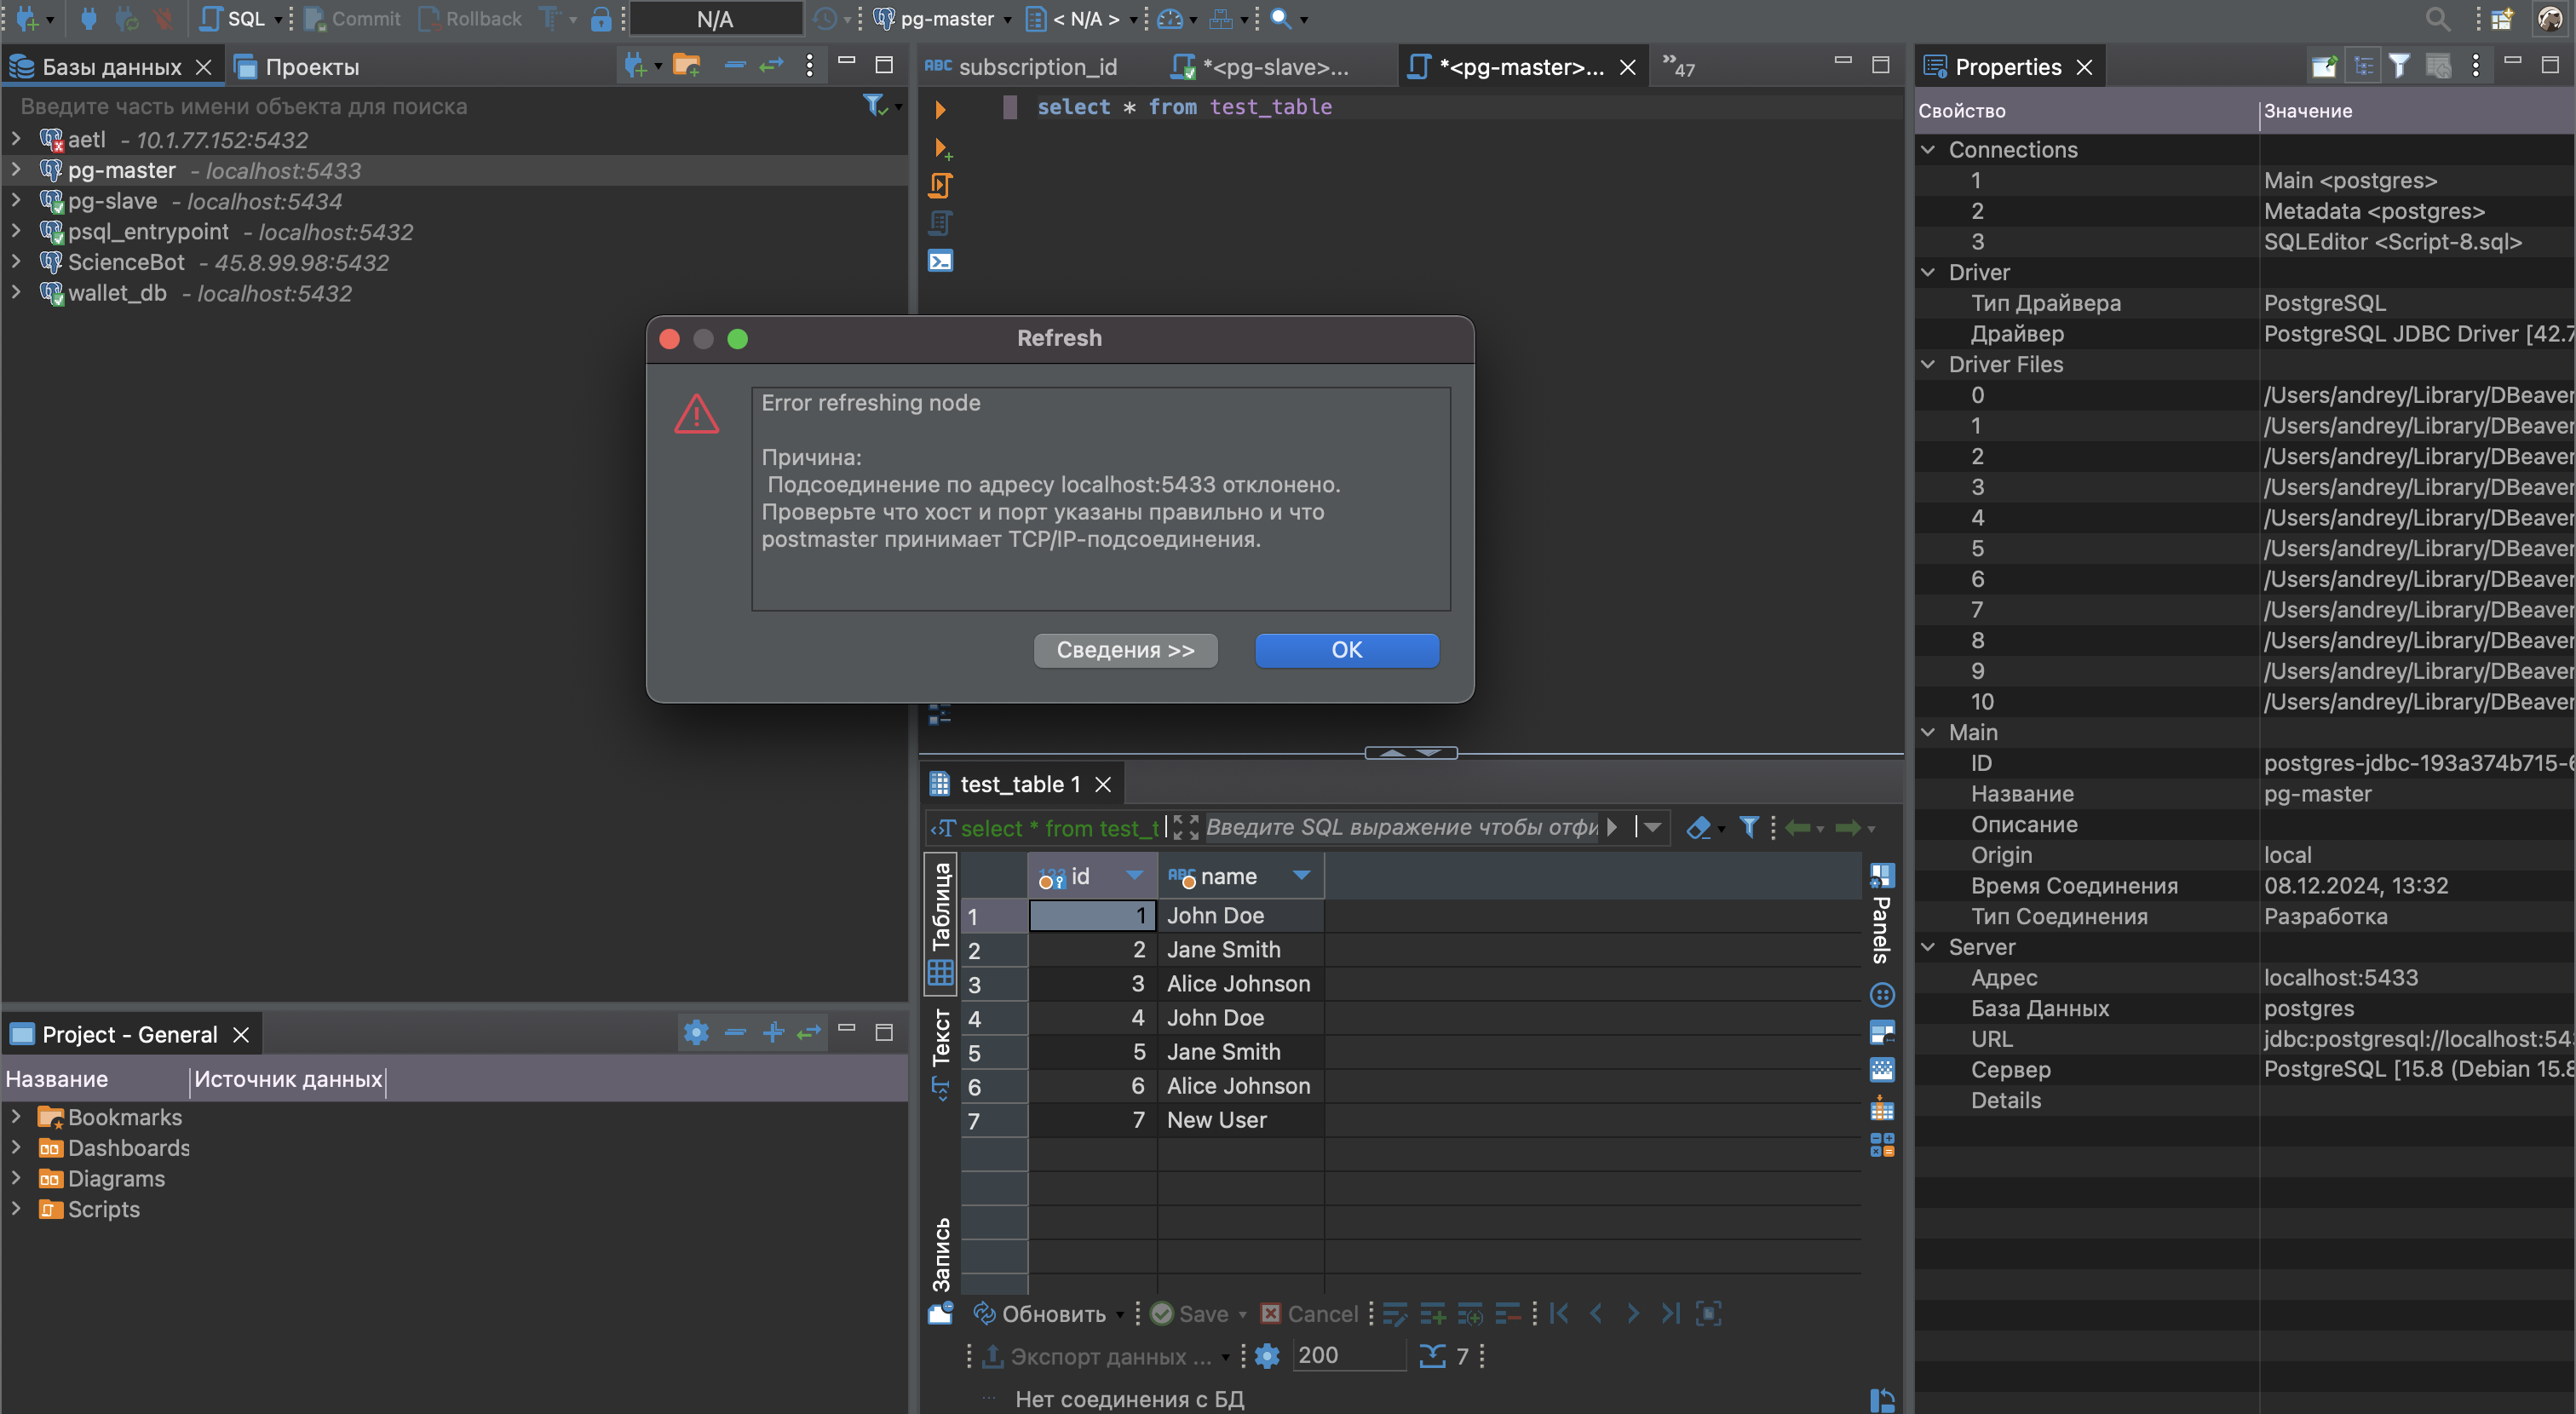 SQL
Commit
Rollback
N/A
pg-master
< N/A >
Базы данных
Проекты
Введите часть имени объекта для поиска
aetl - 10.1.77.152:5432
pg-master - localhost:5433
pg-slave - localhost:5434
psql_entrypoint - localhost:5432
ScienceBot - 45.8.99.98:5432
wallet_db - localhost:5432
ABC subscription_id
*<pg-slave>...
*<pg-master>...
»47
select * from test_table
Refresh
Error refreshing node
Причина:
Подсоединение по адресу localhost:5433 отклонено.
Проверьте что хост и порт указаны правильно и что
postmaster принимает TCP/IP-подсоединения.
Сведения >>
OK
test_table 1
select * from test_t
Введите SQL выражение чтобы отфи
Таблица
Текст
Запись
123 id
ABC name
1 1 John Doe
2 2 Jane Smith
3 3 Alice Johnson
4 4 John Doe
5 5 Jane Smith
6 6 Alice Johnson
7 7 New User
Panels
Обновить
Save
Cancel
Экспорт данных ...
200
7
Нет соединения с БД
Project - General
Название
Источник данных
Bookmarks
Dashboards
Diagrams
Scripts
Properties
Свойство Значение
Connections
1 Main <postgres>
2 Metadata <postgres>
3 SQLEditor <Script-8.sql>
Driver
Тип Драйвера PostgreSQL
Драйвер PostgreSQL JDBC Driver [42.7
Driver Files
0 /Users/andrey/Library/DBeaver
1 /Users/andrey/Library/DBeaver
2 /Users/andrey/Library/DBeaver
3 /Users/andrey/Library/DBeaver
4 /Users/andrey/Library/DBeaver
5 /Users/andrey/Library/DBeaver
6 /Users/andrey/Library/DBeaver
7 /Users/andrey/Library/DBeaver
8 /Users/andrey/Library/DBeaver
9 /Users/andrey/Library/DBeaver
10 /Users/andrey/Library/DBeaver
Main
ID postgres-jdbc-193a374b715-6
Название pg-master
Описание
Origin local
Время Соединения 08.12.2024, 13:32
Тип Соединения Разработка
Server
Адрес localhost:5433
База Данных postgres
URL jdbc:postgresql://localhost:54
Сервер PostgreSQL [15.8 (Debian 15.8
Details